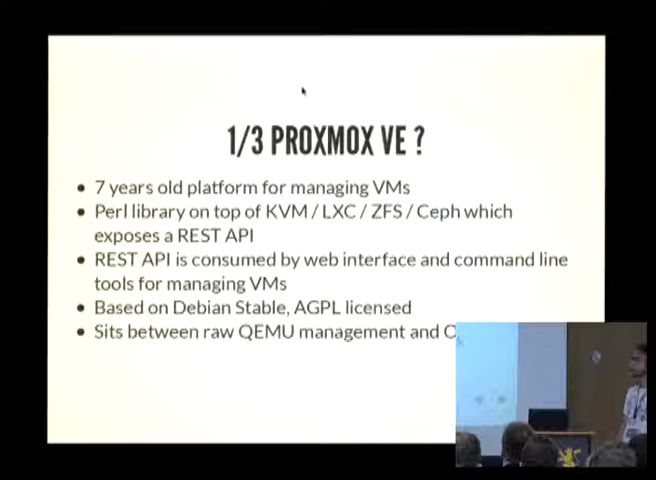 1/3 PROXMOX VE ?
7 years old platform for managing VMs
Perl library on top of KVM / LXC / ZFS / Ceph which
exposes a REST API
REST API is consumed by web interface and command line
tools for managing VMs
Based on Debian Stable, AGPL licensed
Sits between raw QEMU management and